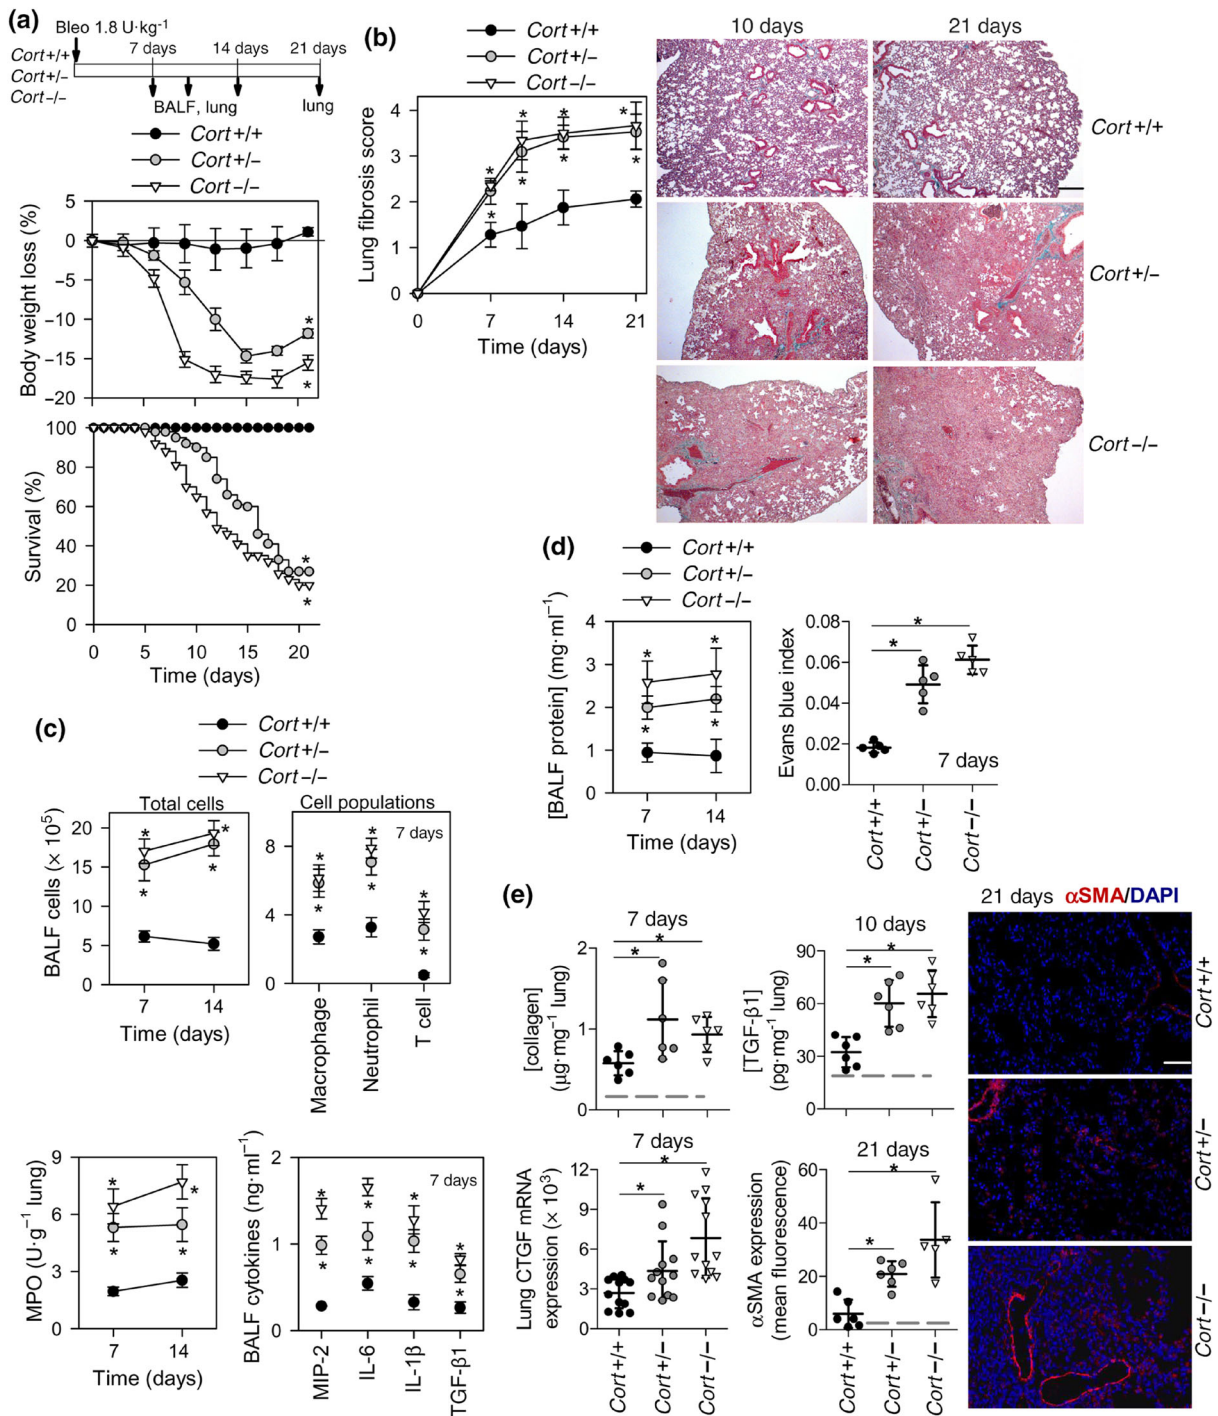 (a)
Bleo 1.8 U·kg⁻¹
7 days 14 days 21 days
Cort+/+
Cort+/–
Cort–/–
BALF, lung lung
Cort+/+
Cort+/–
Cort–/–
Body weight loss (%)
5
0
–5
–10
–15
–20
0 5 10 15 20
*
*
Survival (%)
100
80
60
40
20
0
*
*
0 5 10 15 20
Time (days)
(b)
Cort+/+
Cort+/–
Cort–/–
Lung fibrosis score
4
3
2
1
0
* * * *
* * * *
0 7 14 21
Time (days)
10 days 21 days
Cort+/+
Cort+/–
Cort–/–
(c)
Cort+/+
Cort+/–
Cort–/–
Total cells
BALF cells (× 10⁵)
20
15
10
5
0
* *
* *
7 14
Time (days)
Cell populations
7 days
8
4
0
* * *
* * *
Macrophage
Neutrophil
T cell
MPO (U·g⁻¹ lung)
9
6
3
0
* *
* *
7 14
Time (days)
BALF cytokines (ng·ml⁻¹)
7 days
2
1
0
* * * *
* * * *
MIP-2
IL-6
IL-1β
TGF-β1
(d)
Cort+/+
Cort+/–
Cort–/–
[BALF protein] (mg·ml⁻¹)
4
3
2
1
0
* *
* *
7 14
Time (days)
Evans blue index
0.08
0.06
0.04
0.02
0.00
*
*
7 days
Cort+/+
Cort+/–
Cort–/–
(e)
7 days
[collagen]
(µg·mg⁻¹ lung)
2
1
0
*
*
10 days
[TGF-β1]
(pg·mg⁻¹ lung)
90
60
30
0
*
*
7 days
Lung CTGF mRNA
expression (× 10³)
12
9
6
3
0
*
*
Cort+/+
Cort+/–
Cort–/–
21 days
αSMA expression
(mean fluorescence)
60
40
20
0
*
*
Cort+/+
Cort+/–
Cort–/–
21 days αSMA/DAPI
Cort+/+
Cort+/–
Cort–/–